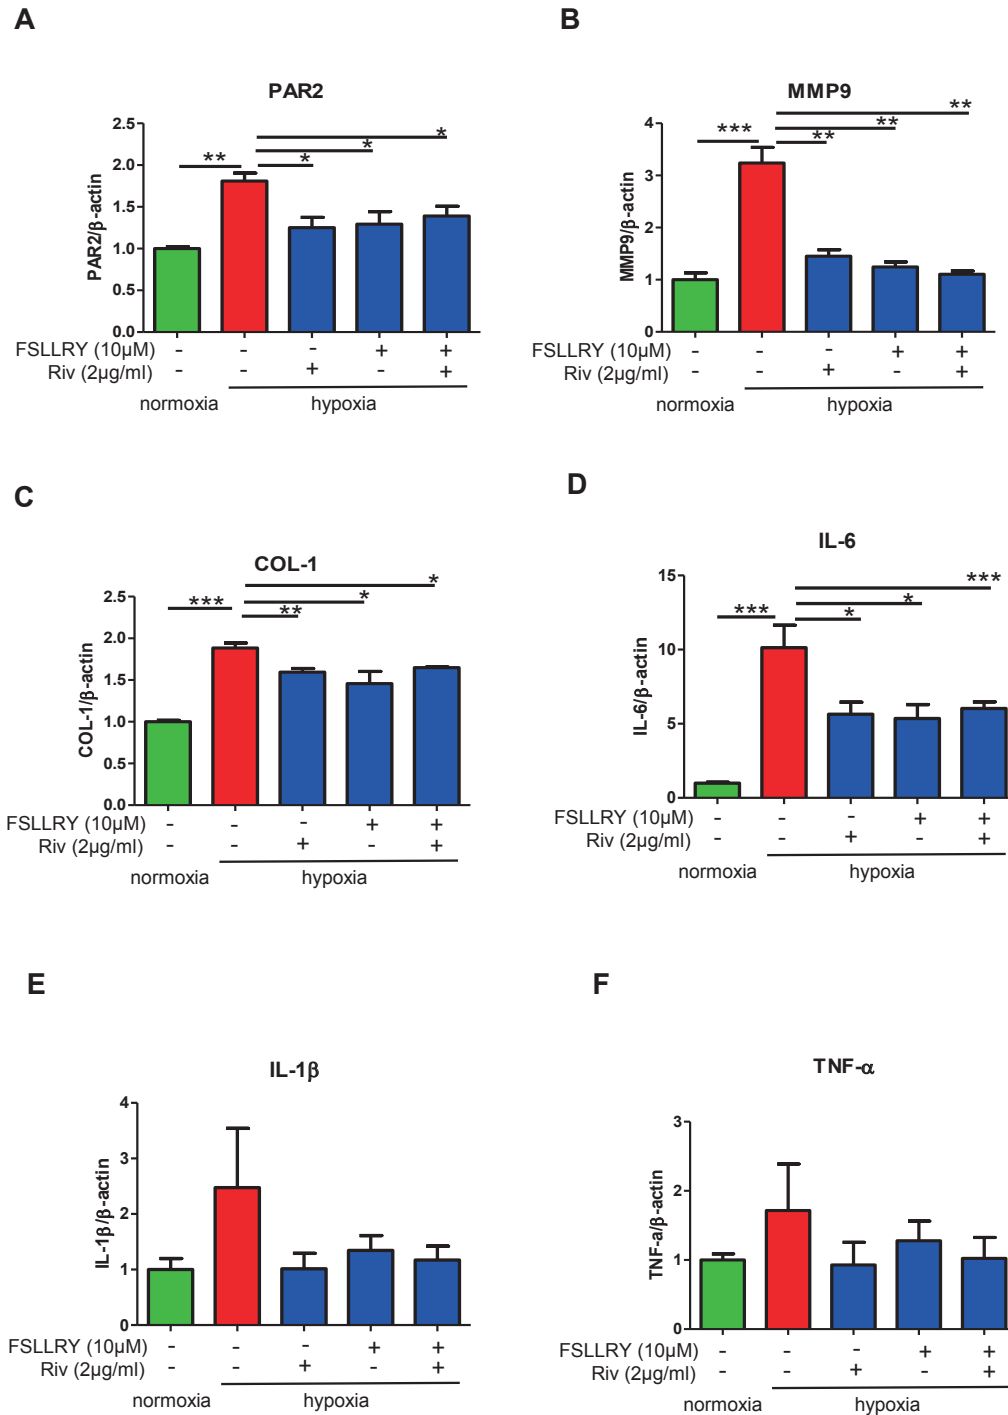 A
PAR2
** * * *
PAR2/β-actin
2.5
2.0
1.5
1.0
0.5
0.0
FSLLRY (10µM) - - - + +
Riv (2µg/ml) - - + - +
normoxia hypoxia
B
MMP9
*** ** ** **
MMP9/β-actin
4
3
2
1
0
FSLLRY (10µM) - - - + +
Riv (2µg/ml) - - + - +
normoxia hypoxia
C
COL-1
*** ** * *
COL-1/β-actin
2.5
2.0
1.5
1.0
0.5
0.0
FSLLRY (10µM) - - - + +
Riv (2µg/ml) - - + - +
normoxia hypoxia
D
IL-6
*** * * ***
IL-6/β-actin
15
10
5
0
FSLLRY (10µM) - - - + +
Riv (2µg/ml) - - + - +
normoxia hypoxia
E
IL-1β
IL-1β/β-actin
4
3
2
1
0
FSLLRY (10µM) - - - + +
Riv (2µg/ml) - - + - +
normoxia hypoxia
F
TNF-α
TNF-a/β-actin
3
2
1
0
FSLLRY (10µM) - - - + +
Riv (2µg/ml) - - + - +
normoxia hypoxia